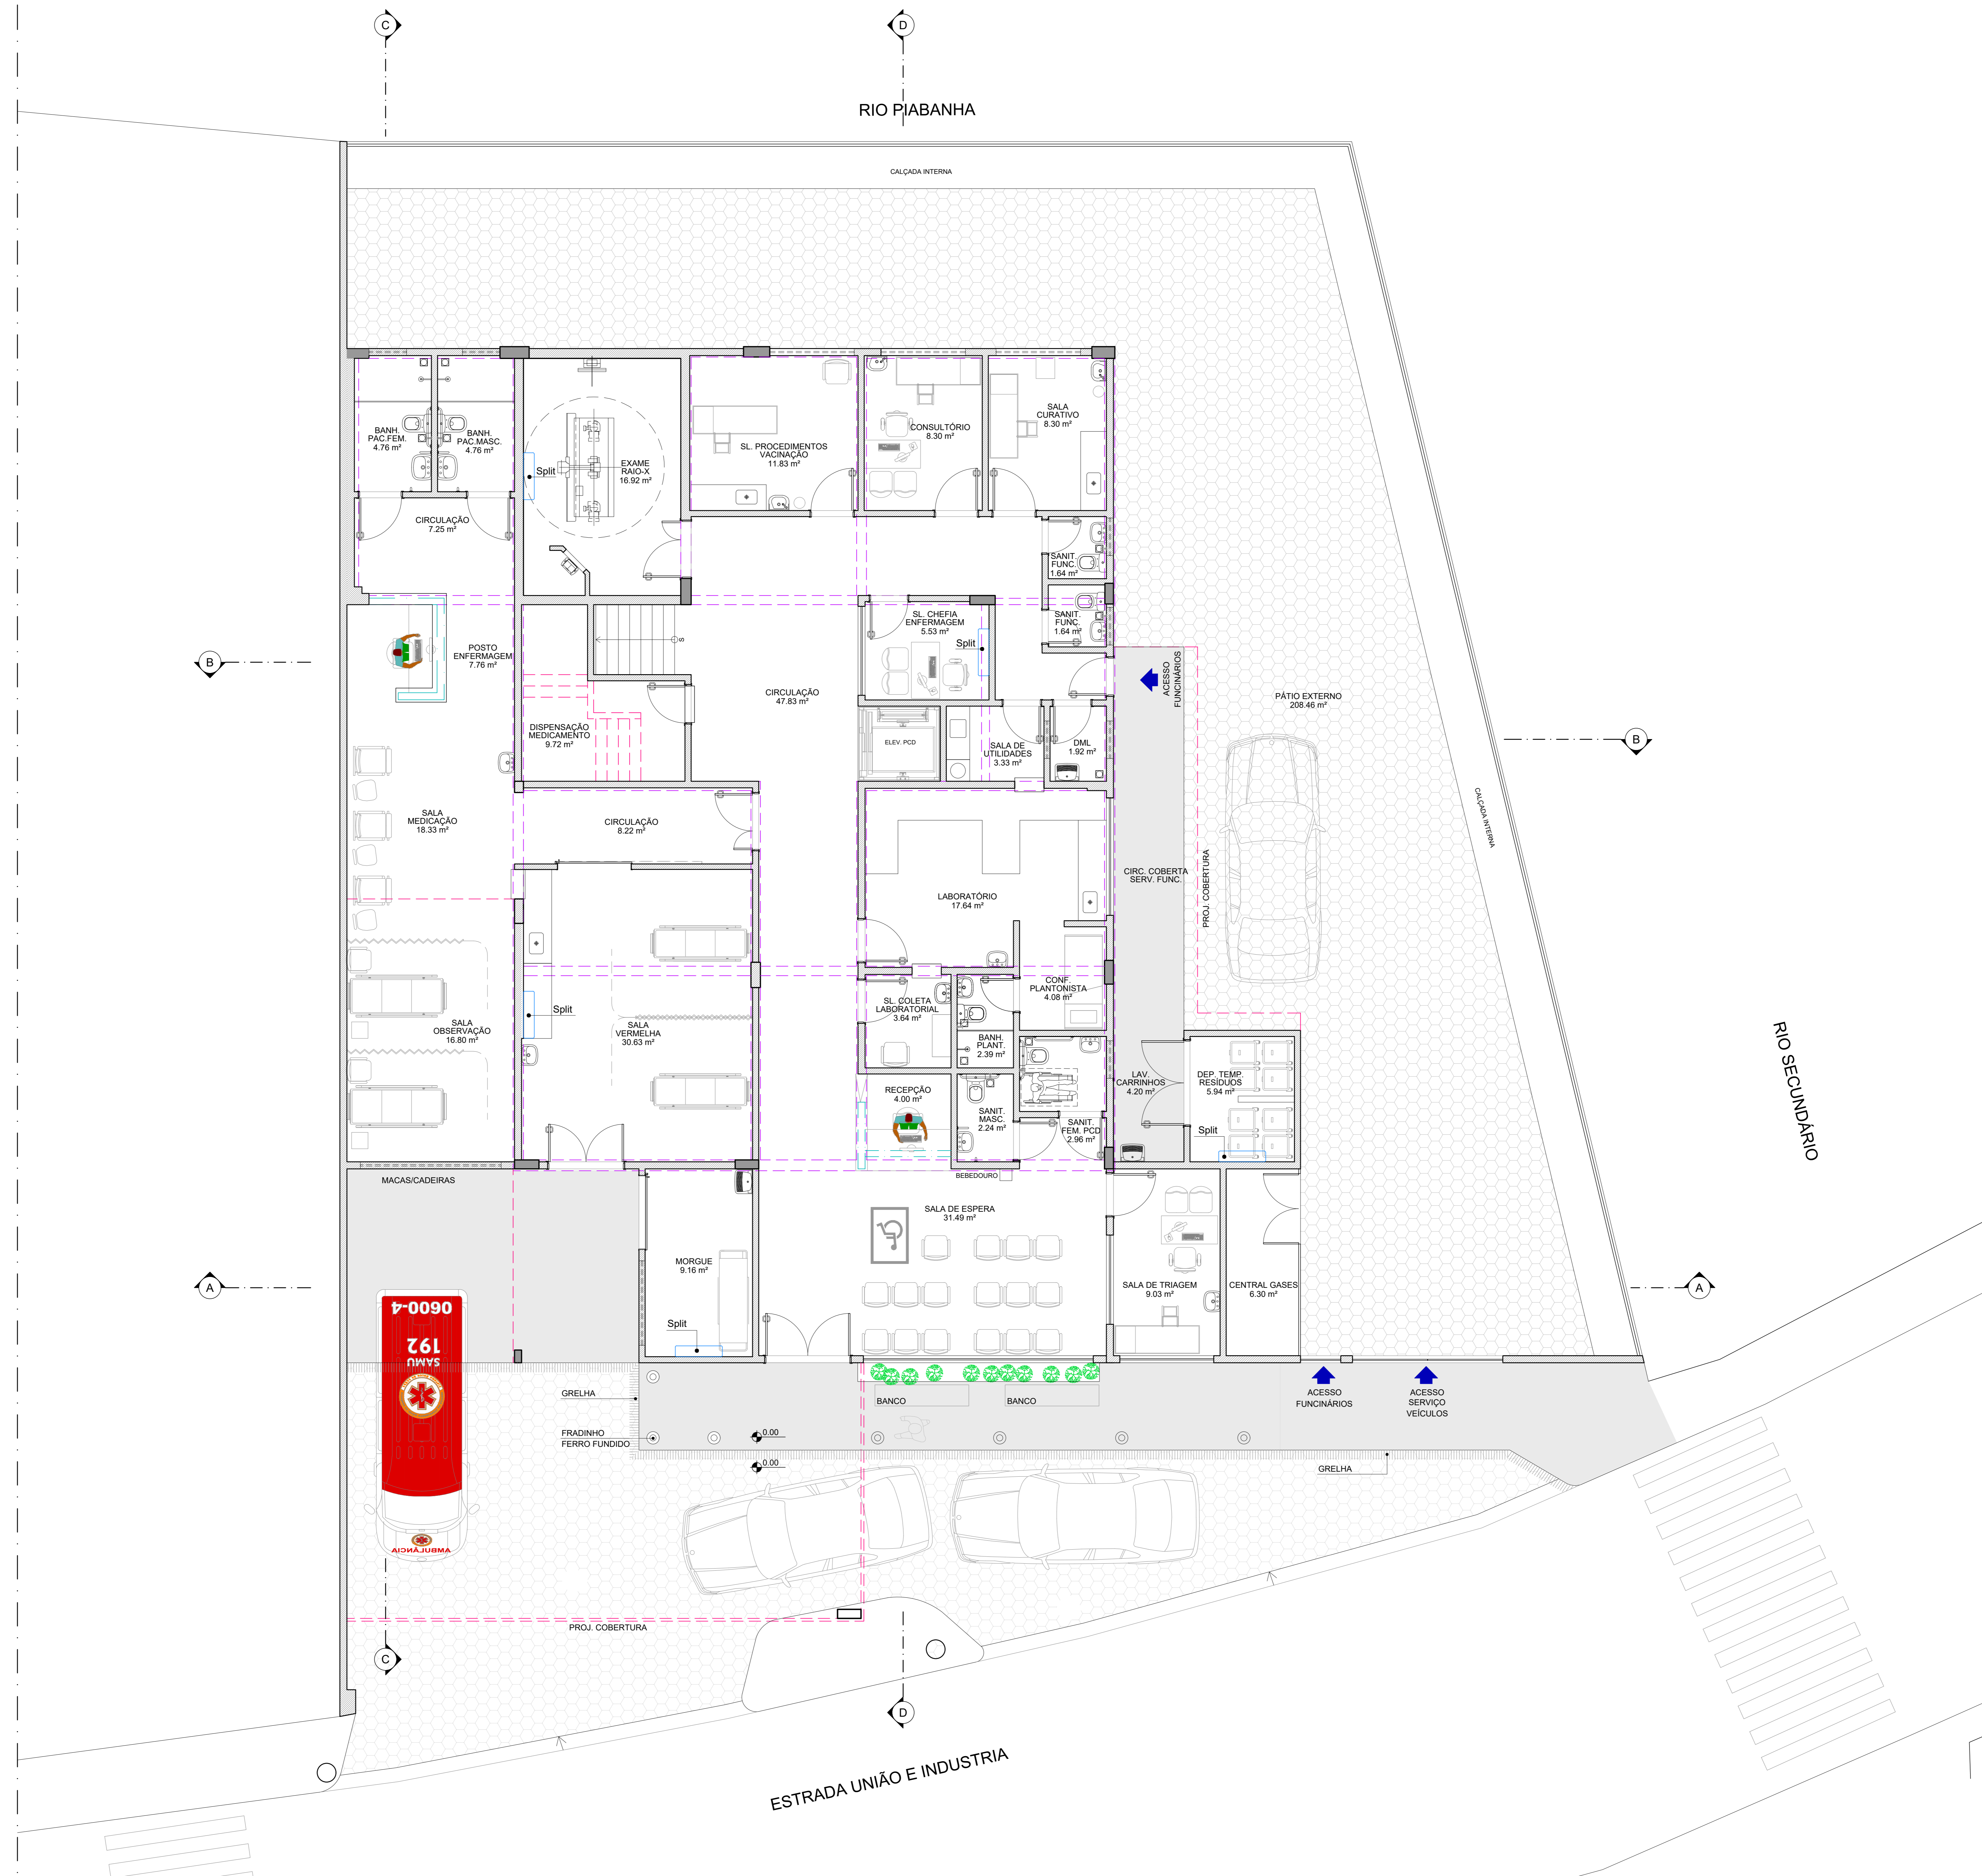 C
D
RIO PIABANHA
CALÇADA INTERNA
BANH.
PAC.FEM.
4.76 m²
BANH.
PAC.MASC.
4.76 m²
Split
EXAME
RAIO-X
16.92 m²
SL. PROCEDIMENTOS
VACINAÇÃO
11.83 m²
CONSULTÓRIO
8.30 m²
SALA
CURATIVO
8.30 m²
CIRCULAÇÃO
7.25 m²
SANIT.
FUNC.
1.64 m²
SANIT.
FUNC.
1.64 m²
SL. CHEFIA
ENFERMAGEM
5.53 m²
Split
S
POSTO
ENFERMAGEM
7.76 m²
B
ACESSO
FUNCINÁRIOS
CIRCULAÇÃO
47.83 m²
PÁTIO EXTERNO
208.46 m²
DISPENSAÇÃO
MEDICAMENTO
9.72 m²
ELEV. PCD
SALA DE
UTILIDADES
3.33 m²
DML
1.92 m²
B
SALA
MEDICAÇÃO
18.33 m²
CIRCULAÇÃO
8.22 m²
CALÇADA INTERNA
CIRC. COBERTA
SERV. FUNC.
PROJ. COBERTURA
LABORATÓRIO
17.64 m²
CONF.
PLANTONISTA
4.08 m²
SL. COLETA
LABORATORIAL
3.64 m²
Split
SALA
OBSERVAÇÃO
16.80 m²
SALA
VERMELHA
30.63 m²
BANH.
PLANT.
2.39 m²
RIO SECUNDÁRIO
LAV.
CARRINHOS
4.20 m²
DEP. TEMP.
RESÍDUOS
5.94 m²
RECEPÇÃO
4.00 m²
SANIT.
MASC.
2.24 m²
SANIT.
FEM. PCD
2.96 m²
Split
MACAS/CADEIRAS
BEBEDOURO
SALA DE ESPERA
31.49 m²
MORGUE
9.16 m²
SALA DE TRIAGEM
9.03 m²
CENTRAL GASES
6.30 m²
A
A
0600-4
192
SAMU
Split
GRELHA
BANCO
BANCO
ACESSO
FUNCINÁRIOS
ACESSO
SERVIÇO
VEÍCULOS
FRADINHO
FERRO FUNDIDO
0.00
0.00
GRELHA
AMBULÂNCIA
PROJ. COBERTURA
C
D
ESTRADA UNIÃO E INDUSTRIA